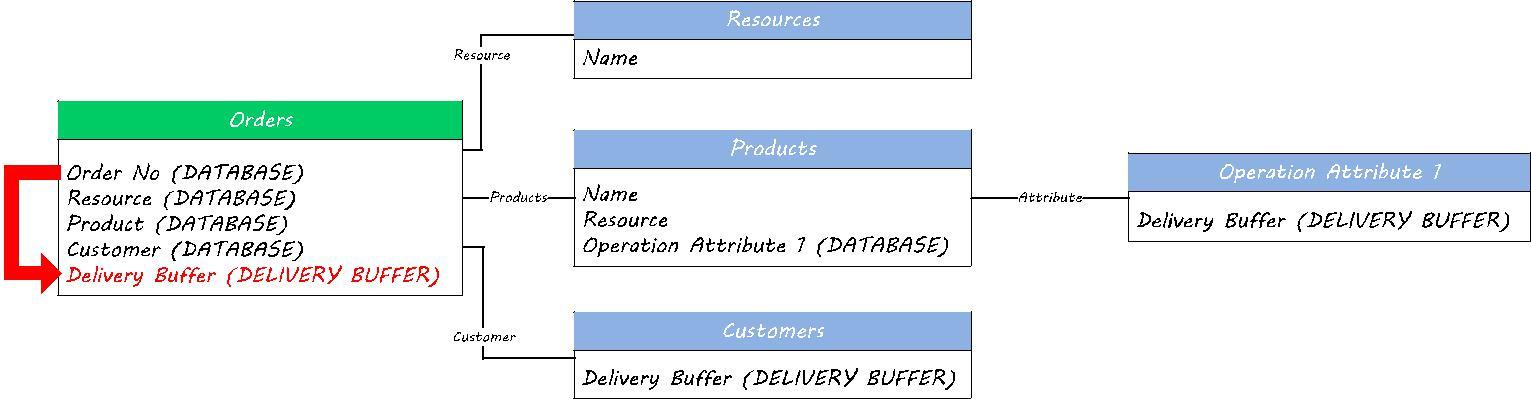 Resources
Resource
Name
Orders
Order No (DATABASE)
Resource (DATABASE)
Product (DATABASE)
Customer (DATABASE)
Delivery Buffer (DELIVERY BUFFER)
Products
Products
Name
Resource
Operation Attribute 1 (DATABASE)
Attribute
Operation Attribute 1
Delivery Buffer (DELIVERY BUFFER)
Customer
Customers
Delivery Buffer (DELIVERY BUFFER)